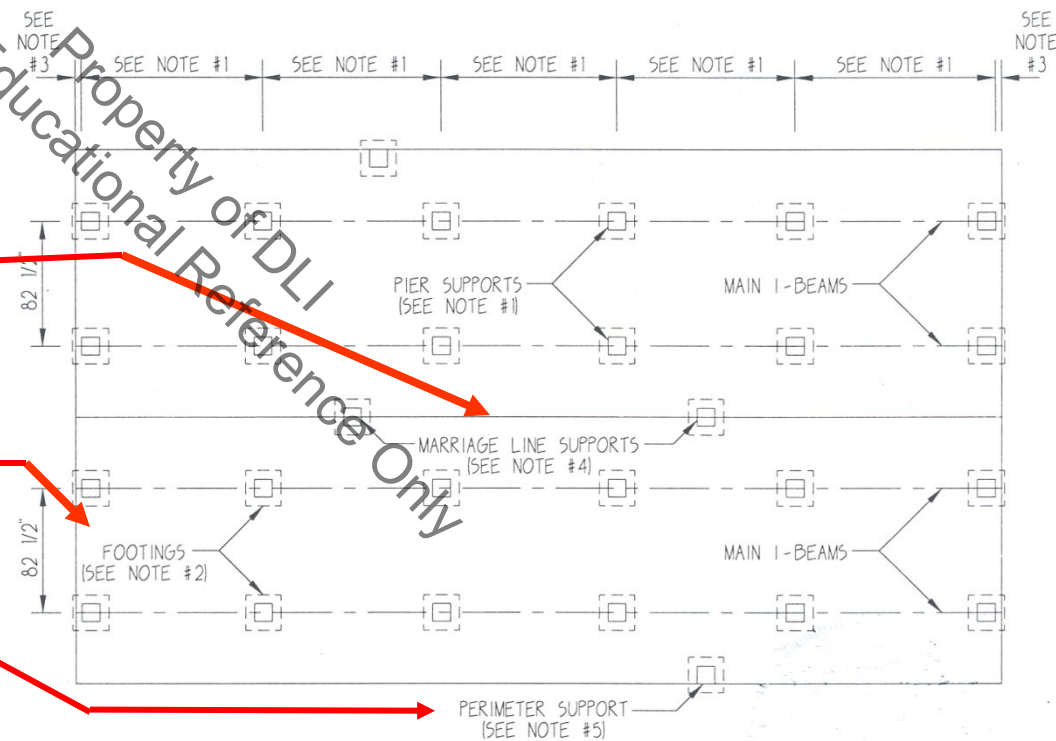 SEE
NOTE
#3
SEE NOTE #1
SEE NOTE #1
SEE NOTE #1
SEE NOTE #1
SEE NOTE #1
SEE
NOTE
#3
Property of DLI
Educational Reference Only
82 1/2"
PIER SUPPORTS
(SEE NOTE #1)
MAIN I-BEAMS
MARRIAGE LINE SUPPORTS
(SEE NOTE #4)
82 1/2"
FOOTINGS
(SEE NOTE #2)
MAIN I-BEAMS
PERIMETER SUPPORT
(SEE NOTE #5)